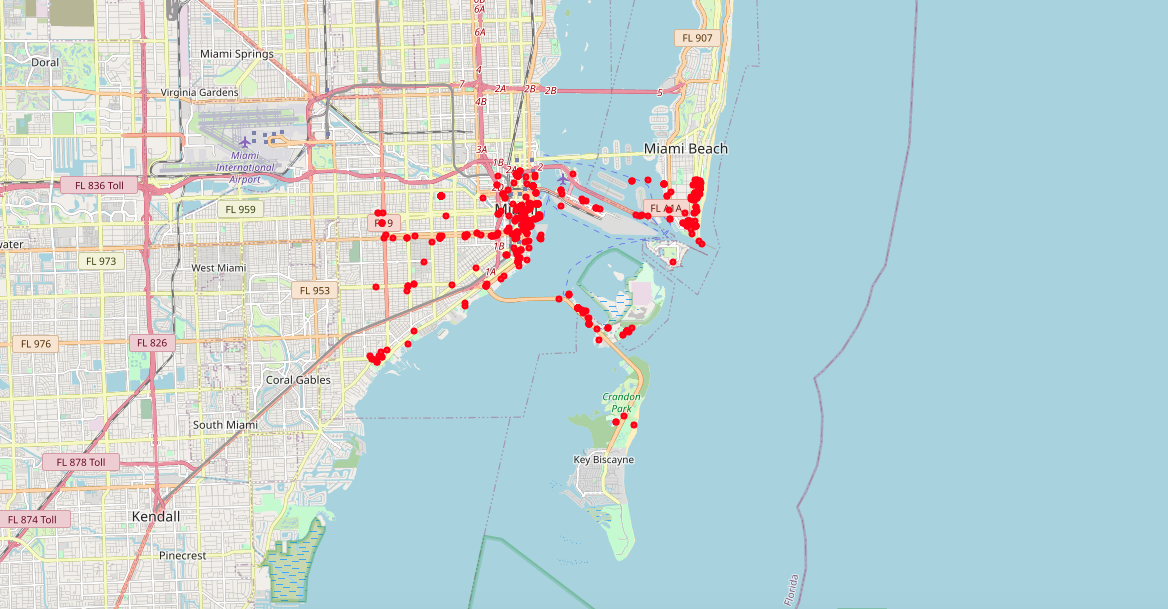 6B
6A
6A
FL 907
Miami Springs
Doral
4
7
2A
2B
2B
5
Virginia Gardens
4B
3A
Miami Beach
Miami
International
Airport
1B
2
FL 836 Toll
FL 959
FL A1A
water
1B
FL 973
West Miami
1A
FL 953
FL 976
FL 826
Coral Gables
Crandon
Park
South Miami
FL 878 Toll
Key Biscayne
Kendall
FL 874 Toll
Pinecrest
Florida